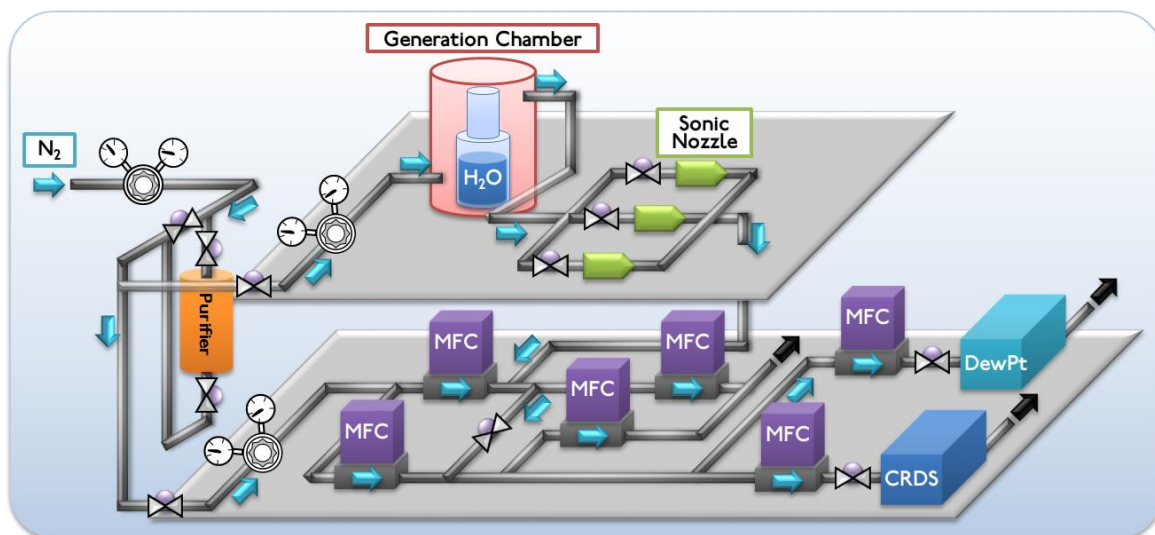 Generation Chamber
N₂
Sonic
Nozzle
H₂O
Purifier
MFC
MFC
MFC
DewPt
MFC
MFC
MFC
CRDS